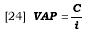 [24] VAP = C/i